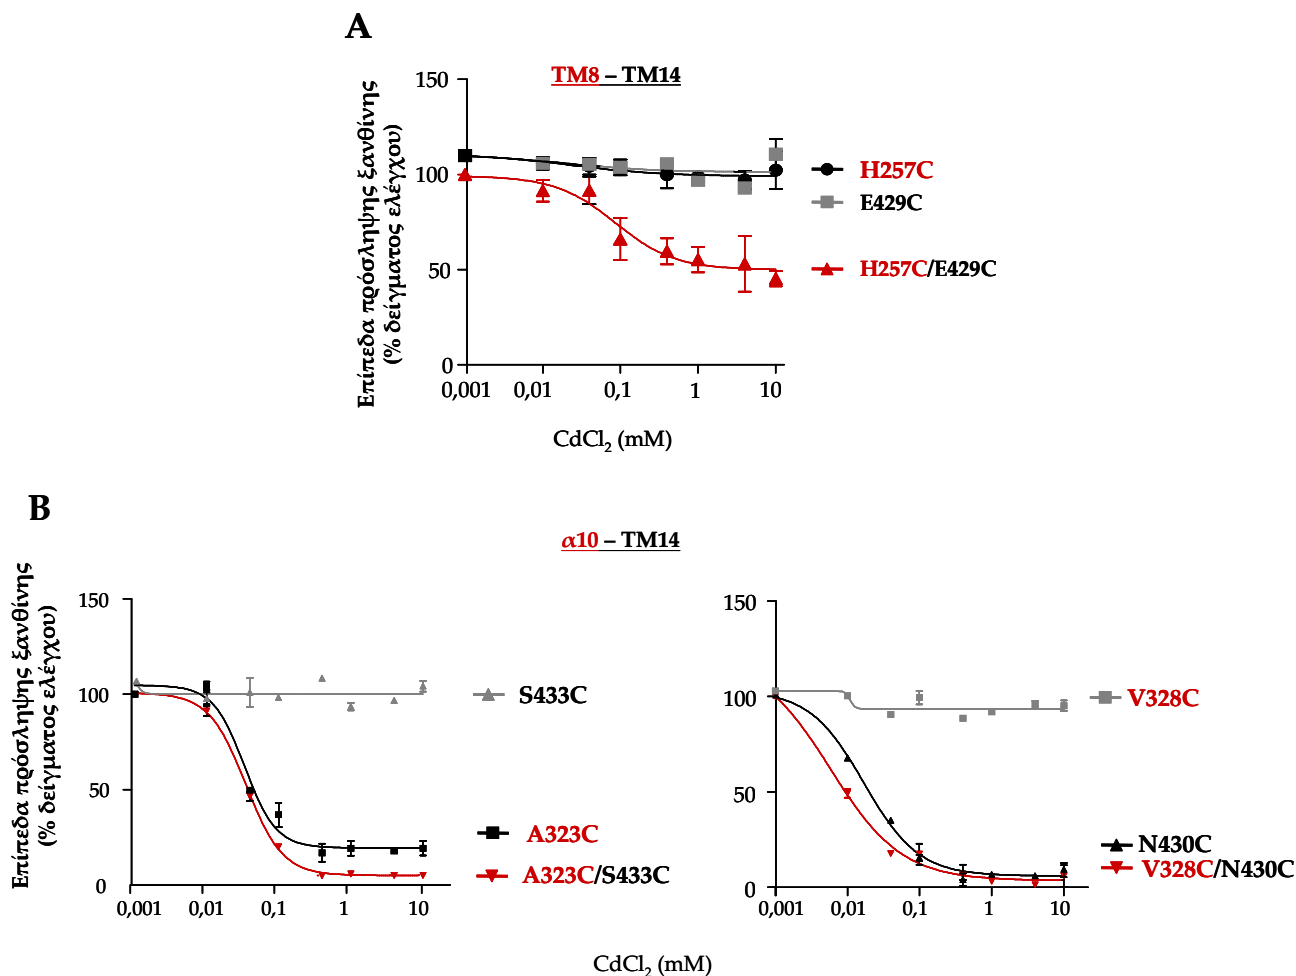 A
TM8 – TM14
Επίπεδα πρόσληψης ξανθίνης
(% δείγματος ελέγχου)
150
100
50
0
0,001 0,01 0,1 1 10
CdCl₂ (mM)
H257C
E429C
H257C/E429C
B
α10 – TM14
Επίπεδα πρόσληψης ξανθίνης
(% δείγματος ελέγχου)
150
100
50
0
0,001 0,01 0,1 1 10
S433C
A323C
A323C/S433C
150
100
50
0
0,001 0,01 0,1 1 10
V328C
N430C
V328C/N430C
CdCl₂ (mM)